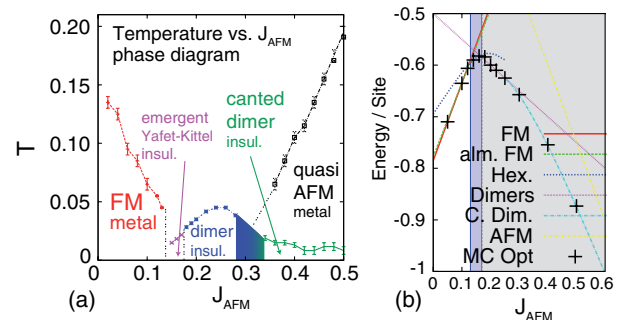 Temperature vs. J_AFM
phase diagram
0.20
0.15
0.10
0.05
0
T
0
0.1
0.2
0.3
0.4
0.5
J_AFM
(a)
FM
metal
emergent
Yafet-Kittel
insul.
dimer
insul.
canted
dimer
insul.
quasi
AFM
metal
-0.5
-0.6
-0.7
-0.8
-0.9
-1
Energy / Site
FM
alm. FM
Hex.
Dimers
C. Dim.
AFM
MC Opt
0 0.1 0.2 0.3 0.4 0.5 0.6
J_AFM
(b)